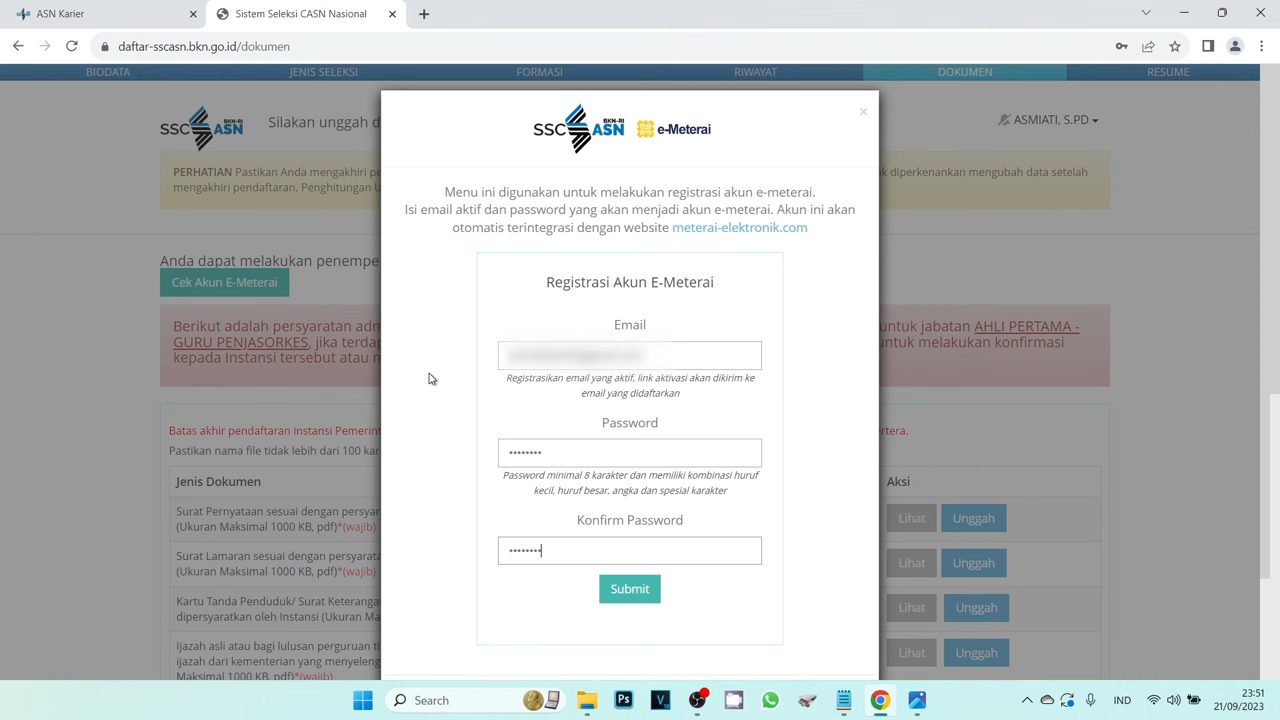 ASN Karier
Sistem Seleksi CASN Nasional
daftar-sscasn.bkn.go.id/dokumen
BIODATA
JENIS SELEKSI
FORMASI
RIWAYAT
DOKUMEN
RESUME
BKN-RI
SSCASN
Silakan unggah d
ASMIATI, S.PD
PERHATIAN Pastikan Anda mengakhiri pe
k diperkenankan mengubah data setelah
mengakhiri pendaftaran. Penghitungan U
BKN-RI
SSCASN
e-Meterai
×
Menu ini digunakan untuk melakukan registrasi akun e-meterai.
Isi email aktif dan password yang akan menjadi akun e-meterai. Akun ini akan
otomatis terintegrasi dengan website meterai-elektronik.com
Registrasi Akun E-Meterai
Email
Registrasikan email yang aktif, link aktivasi akan dikirim ke
email yang didaftarkan
Password
••••••••
Password minimal 8 karakter dan memiliki kombinasi huruf
kecil, huruf besar, angka dan spesial karakter
Konfirm Password
••••••••
Submit
Anda dapat melakukan penempe
Cek Akun E-Meterai
Berikut adalah persyaratan adm
untuk jabatan AHLI PERTAMA -
GURU PENJASORKES, jika terdap
untuk melakukan konfirmasi
kepada Instansi tersebut atau m
Batas akhir pendaftaran instansi Pemerint
tertera.
Pastikan nama file tidak lebih dari 100 kar
Jenis Dokumen
Aksi
Surat Pernyataan sesuai dengan persyarat
(Ukuran Maksimal 1000 KB, pdf)*(wajib)
Lihat
Unggah
Surat Lamaran sesuai dengan persyarata
(Ukuran Maksimal 1000 KB, pdf)*(wajib)
Lihat
Unggah
Kartu Tanda Penduduk/ Surat Keterangan
dipersyaratkan oleh Instansi (Ukuran Ma
Lihat
Unggah
Ijazah asli atau bagi lulusan perguruan ti
ijazah dari kementerian yang menyeleng
Maksimal 1000 KB, pdf)*(wajib)
Lihat
Unggah
Search
Ps
V
IND
23:51
21/09/2023